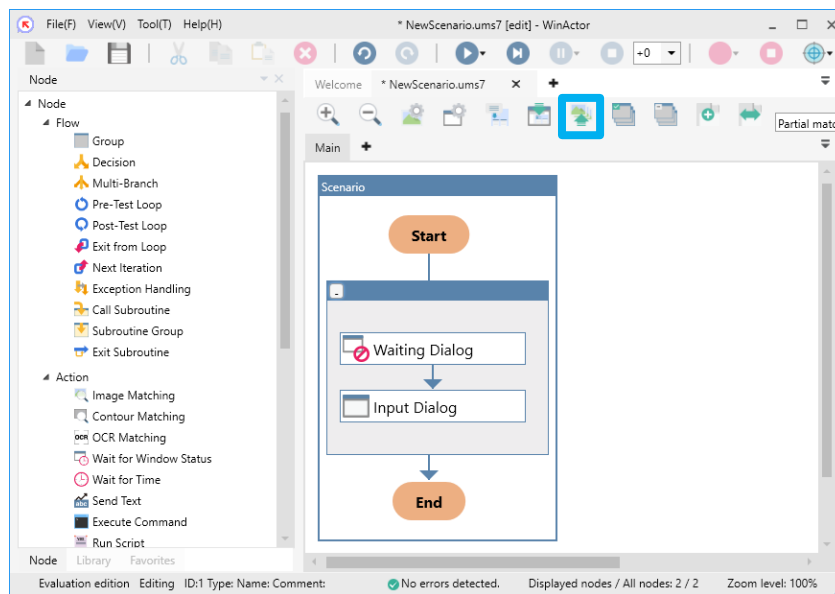 File(F) View(V) Tool(T) Help(H) * NewScenario.ums7 [edit] - WinActor
+0
Node
Welcome * NewScenario.ums7
Node
Flow
Group
Decision
Multi-Branch
Pre-Test Loop
Post-Test Loop
Exit from Loop
Next Iteration
Exception Handling
Call Subroutine
Subroutine Group
Exit Subroutine
Action
Image Matching
Contour Matching
OCR OCR Matching
Wait for Window Status
Wait for Time
abc Send Text
Execute Command
Run Script
Node Library Favorites
Partial matc
Main
Scenario
Start
-
Waiting Dialog
Input Dialog
End
Evaluation edition Editing ID:1 Type: Name: Comment: No errors detected. Displayed nodes / All nodes: 2 / 2 Zoom level: 100%